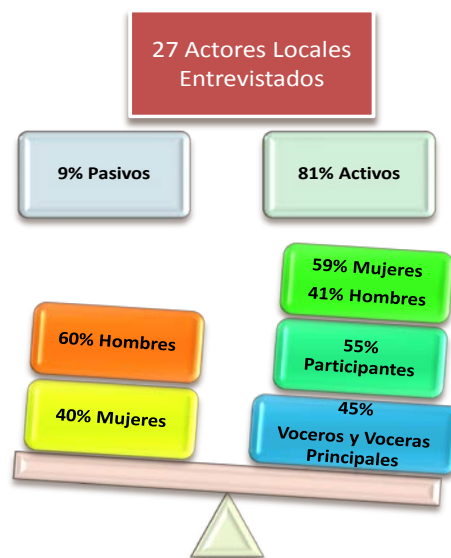 27 Actores Locales
Entrevistados
9% Pasivos
81% Activos
60% Hombres
40% Mujeres
59% Mujeres
41% Hombres
55%
Participantes
45%
Voceros y Voceras
Principales